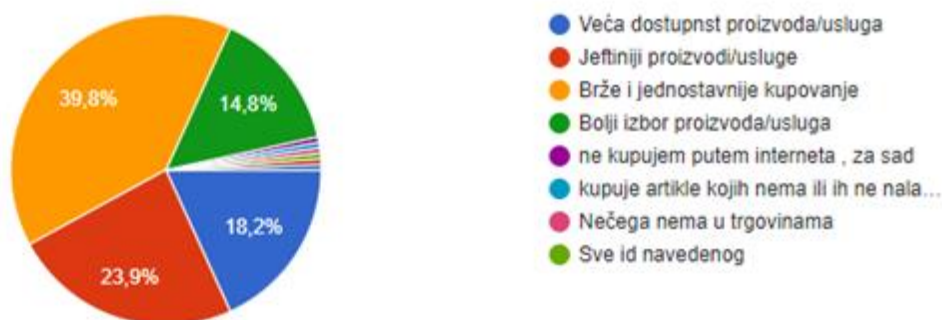 39,8%
14,8%
18,2%
23,9%
Veća dostupnst proizvoda/usluga
Jeftiniji proizvodi/usluge
Brže i jednostavnije kupovanje
Bolji izbor proizvođa/usluga
ne kupujem putem interneta , za sad
kupuje artikle kojih nema ili ih ne nala...
Nečega nema u trgovinama
Sve id navedenog